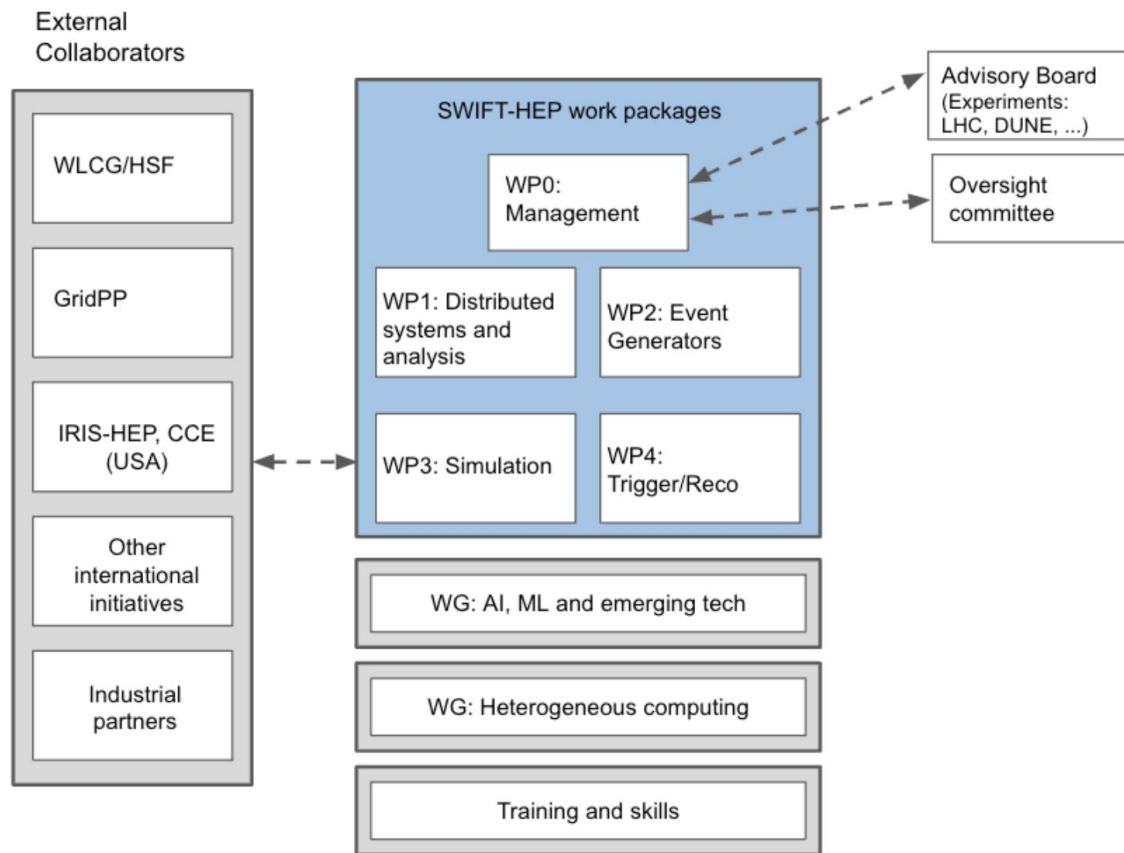 External
Collaborators
WLCG/HSF
GridPP
IRIS-HEP, CCE
(USA)
Other
international
initiatives
Industrial
partners
SWIFT-HEP work packages
WP0:
Management
WP1: Distributed
systems and
analysis
WP2: Event
Generators
WP3: Simulation
WP4:
Trigger/Reco
WG: AI, ML and emerging tech
WG: Heterogeneous computing
Training and skills
Advisory Board
(Experiments:
LHC, DUNE, ...)
Oversight
committee